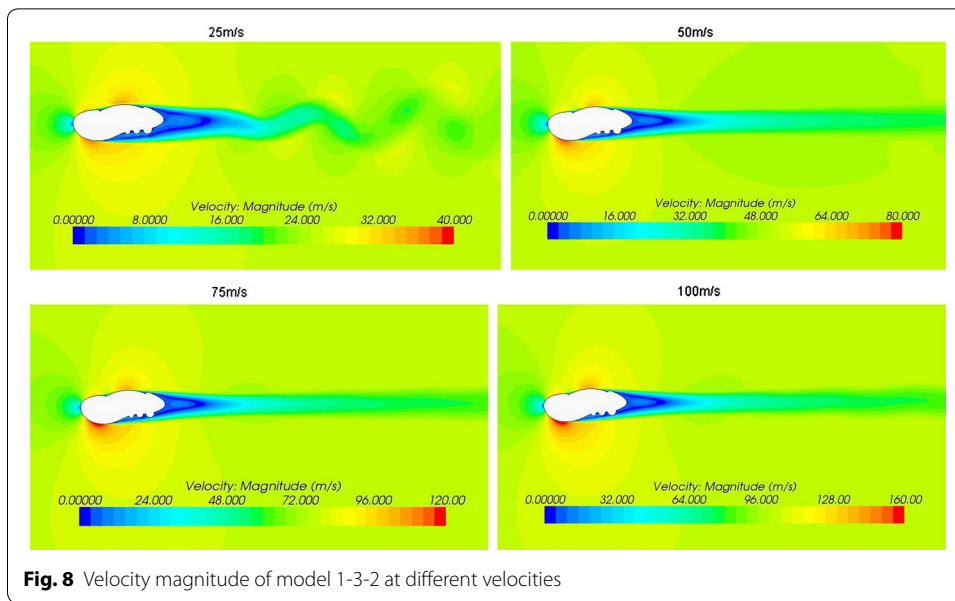 25m/s
50m/s
Velocity: Magnitude (m/s)
0.00000 8.0000 16.000 24.000 32.000 40.000
Velocity: Magnitude (m/s)
0.00000 16.000 32.000 48.000 64.000 80.000
75m/s
100m/s
Velocity: Magnitude (m/s)
0.00000 24.000 48.000 72.000 96.000 120.00
Velocity: Magnitude (m/s)
0.00000 32.000 64.000 96.000 128.00 160.00
Fig. 8 Velocity magnitude of model 1-3-2 at different velocities